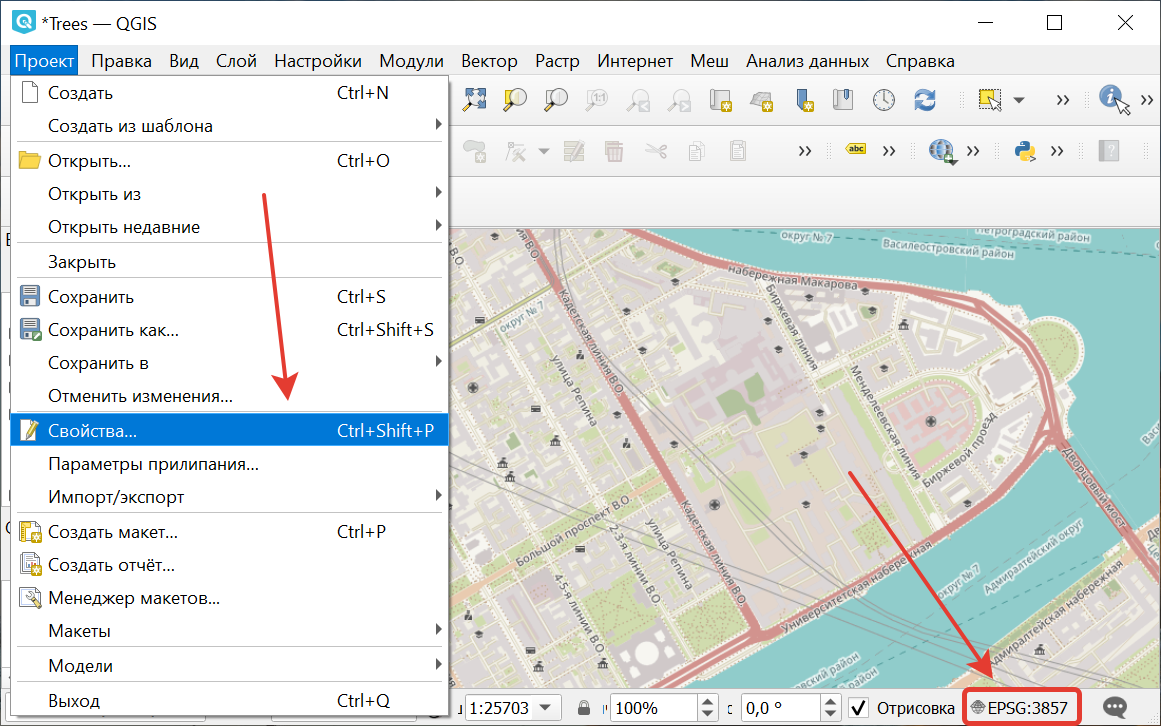 *Trees — QGIS
Проект Правка Вид Слой Настройки Модули Вектор Растр Интернет Меш Анализ данных Справка
Создать Ctrl+N
Создать из шаблона
Открыть... Ctrl+O
Открыть из
Открыть недавние
Закрыть
Сохранить Ctrl+S
Сохранить как... Ctrl+Shift+S
Сохранить в
Отменить изменения...
Свойства... Ctrl+Shift+P
Параметры прилипания...
Импорт/экспорт
Создать макет... Ctrl+P
Создать отчёт...
Менеджер макетов...
Макеты
Модели
Выход Ctrl+Q
1:1
abc
округ № 7
Петроградский район
Василеостровский район
набережная Макарова
Биржевая линия
Кадетская линия В.О.
округ № 7
улица Репина
Менделеевская линия
Биржевой проезд
Дворцовый мост
Большой проспект В.О.
2-3-я линии В.О.
улица Репина
Кадетская линия В.О.
4-5-я линии В.О.
Университетская набережная
округ № 7
Адмиралтейский округ
Адмиралтейская набережная
1:25703 100% 0,0 ° Отрисовка EPSG:3857